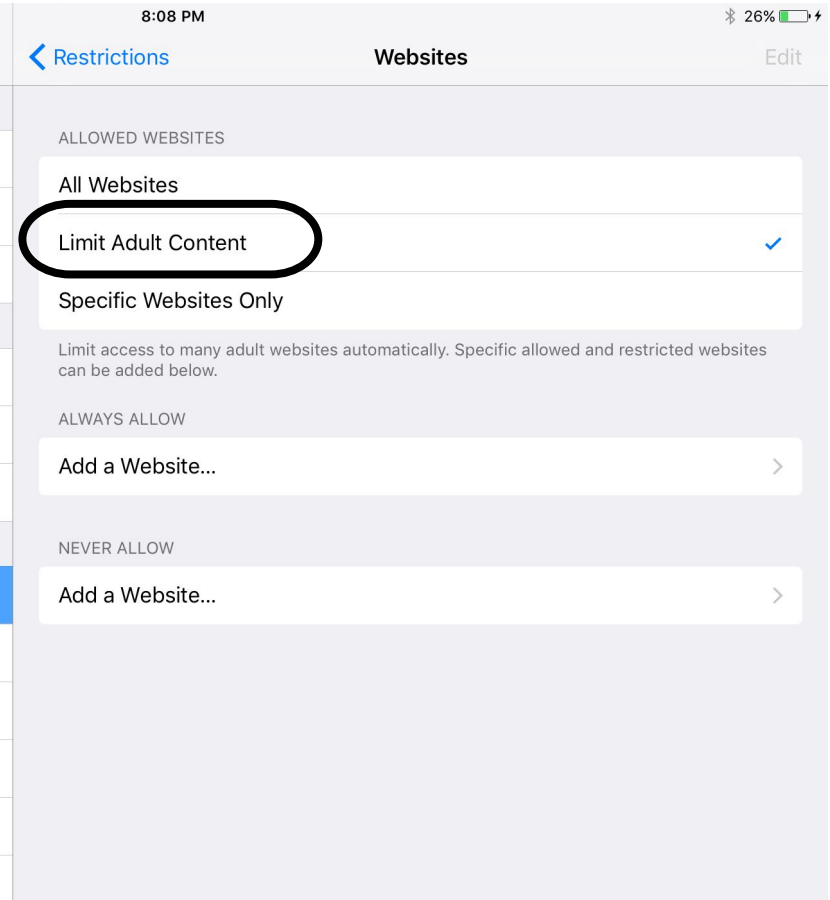 8:08 PM 26%
Restrictions Websites Edit
ALLOWED WEBSITES
All Websites
Limit Adult Content
Specific Websites Only
Limit access to many adult websites automatically. Specific allowed and restricted websites
can be added below.
ALWAYS ALLOW
Add a Website...
NEVER ALLOW
Add a Website...